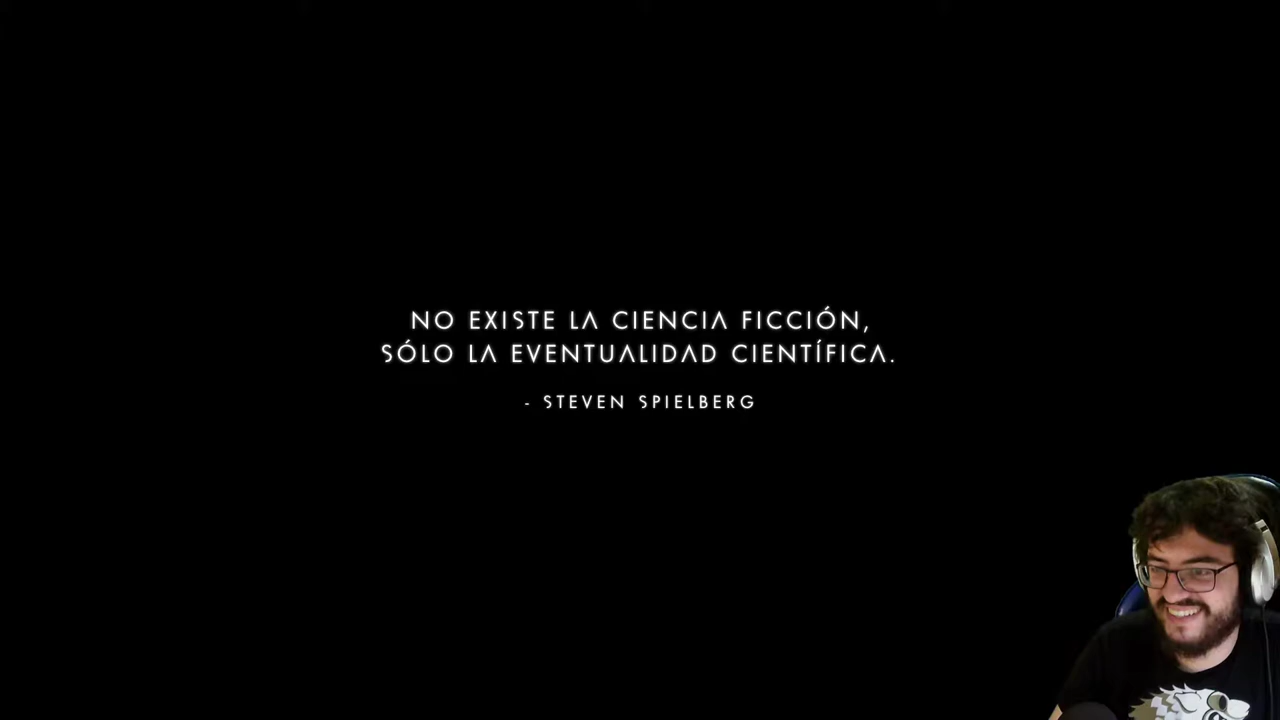 NO EXISTE LA CIENCIA FICCIÓN,
SÓLO LA EVENTUALIDAD CIENTÍFICA.
- STEVEN SPIELBERG